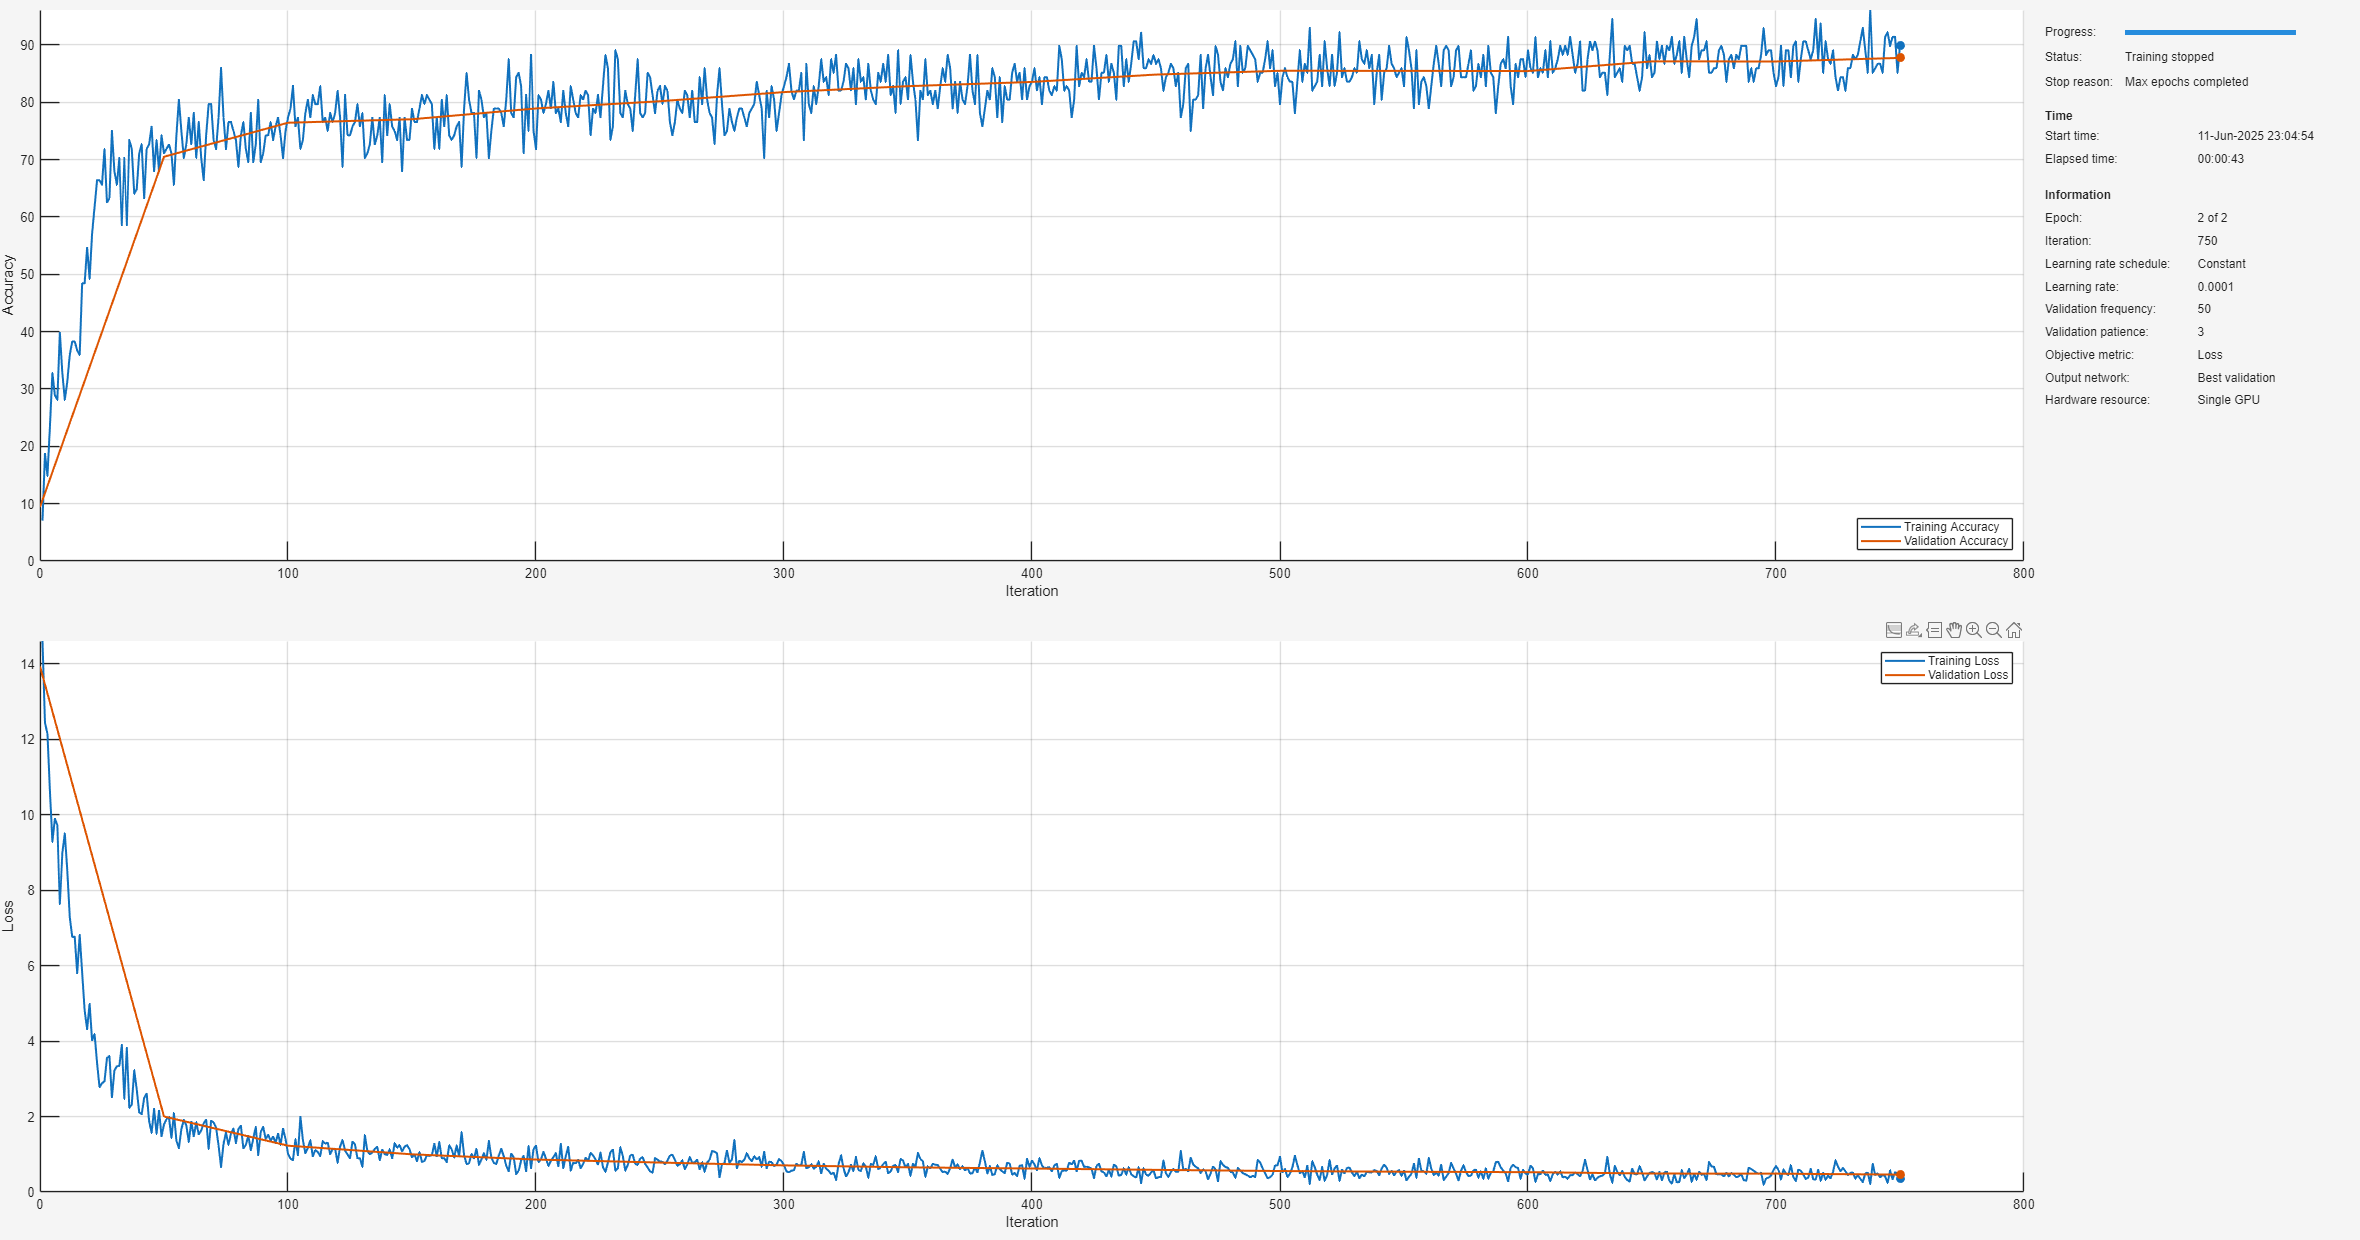 90
80
70
60
50
40
30
20
10
0
Accuracy
0 100 200 300 400 500 600 700 800
Iteration
Training Accuracy
Validation Accuracy
Progress:
Status: Training stopped
Stop reason: Max epochs completed
Time
Start time: 11-Jun-2025 23:04:54
Elapsed time: 00:00:43
Information
Epoch: 2 of 2
Iteration: 750
Learning rate schedule: Constant
Learning rate: 0.0001
Validation frequency: 50
Validation patience: 3
Objective metric: Loss
Output network: Best validation
Hardware resource: Single GPU
14
12
10
8
6
4
2
0
Loss
0 100 200 300 400 500 600 700 800
Iteration
Training Loss
Validation Loss